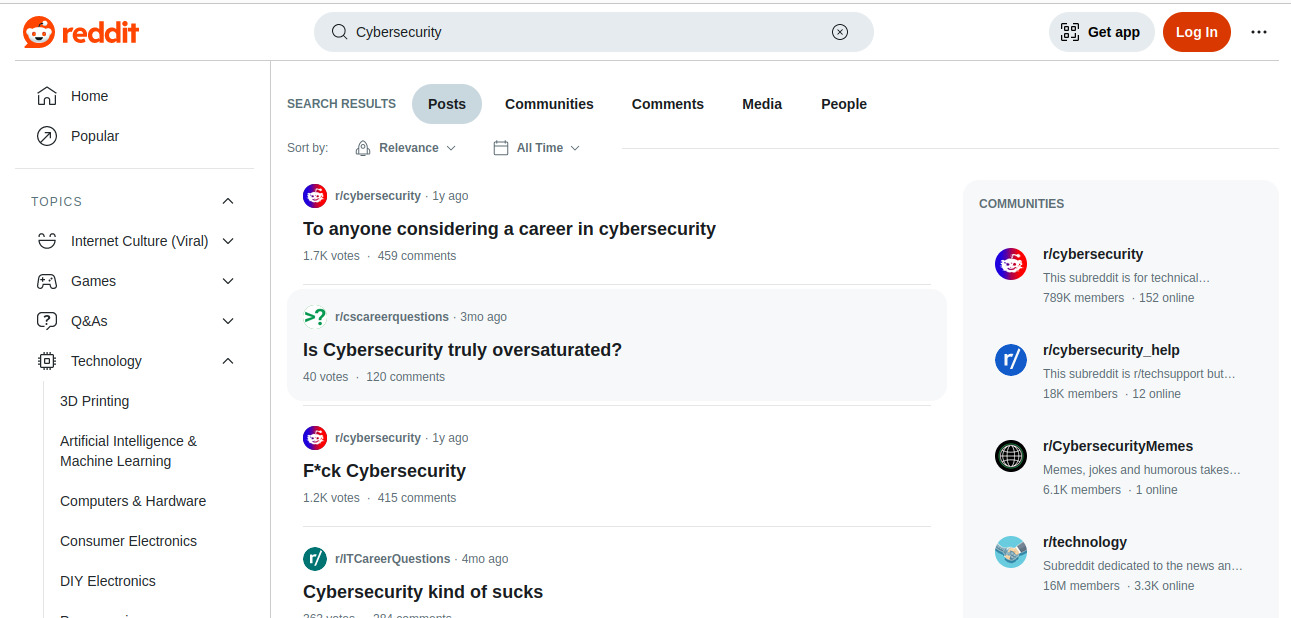 reddit
Cybersecurity
Get app
Log In
Home
Popular
TOPICS
Internet Culture (Viral)
Games
Q&As
Technology
3D Printing
Artificial Intelligence &
Machine Learning
Computers & Hardware
Consumer Electronics
DIY Electronics
SEARCH RESULTS
Posts
Communities
Comments
Media
People
Sort by:
Relevance
All Time
r/cybersecurity · 1y ago
To anyone considering a career in cybersecurity
1.7K votes · 459 comments
>?
r/cscareerquestions · 3mo ago
Is Cybersecurity truly oversaturated?
40 votes · 120 comments
r/cybersecurity · 1y ago
F*ck Cybersecurity
1.2K votes · 415 comments
r/
r/ITCareerQuestions · 4mo ago
Cybersecurity kind of sucks
COMMUNITIES
r/cybersecurity
This subreddit is for technical…
789K members · 152 online
r/
r/cybersecurity_help
This subreddit is r/techsupport but…
18K members · 12 online
r/CybersecurityMemes
Memes, jokes and humorous takes…
6.1K members · 1 online
r/technology
Subreddit dedicated to the news an…
16M members · 3.3K online